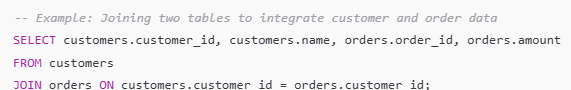 -- Example: Joining two tables to integrate customer and order data
SELECT customers.customer_id, customers.name, orders.order_id, orders.amount
FROM customers
JOIN orders ON customers.customer_id = orders.customer_id;